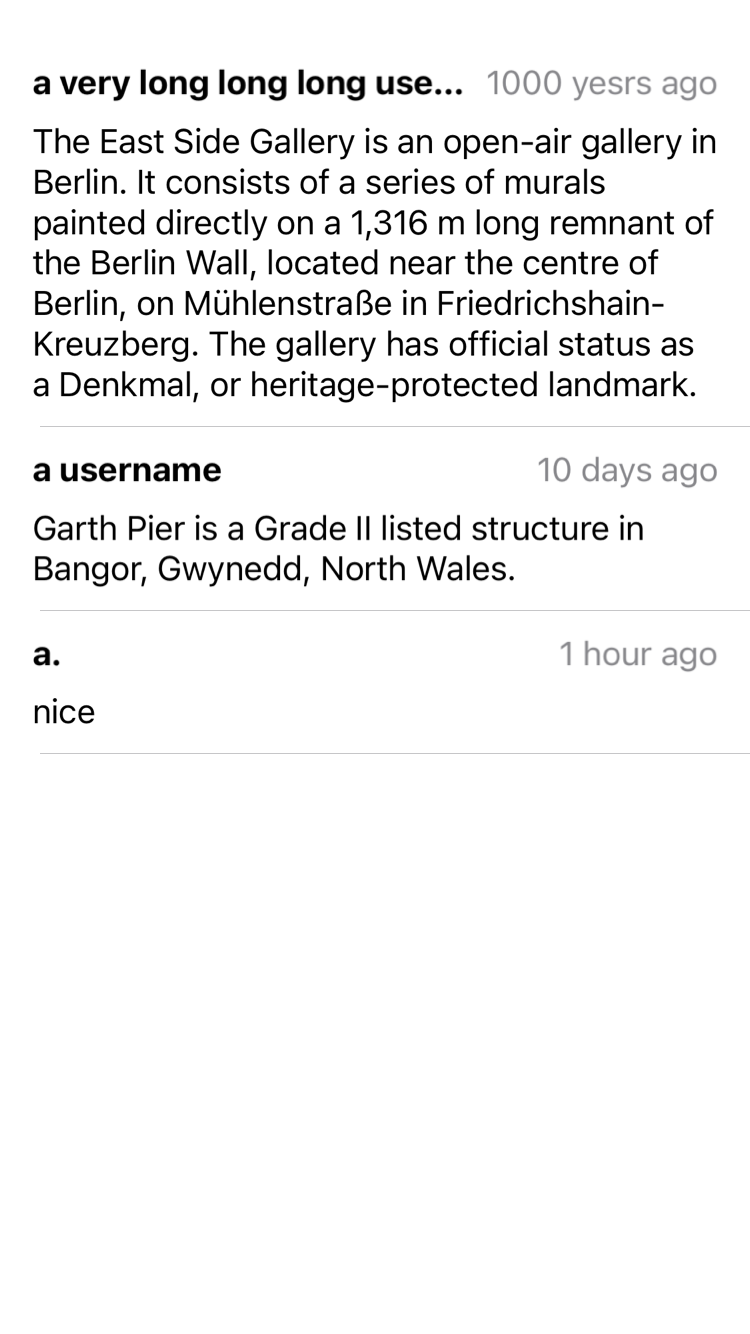 a very long long long use... 1000 yesrs ago
The East Side Gallery is an open-air gallery in
Berlin. It consists of a series of murals
painted directly on a 1,316 m long remnant of
the Berlin Wall, located near the centre of
Berlin, on Mühlenstraße in Friedrichshain-
Kreuzberg. The gallery has official status as
a Denkmal, or heritage-protected landmark.
a username 10 days ago
Garth Pier is a Grade II listed structure in
Bangor, Gwynedd, North Wales.
a. 1 hour ago
nice